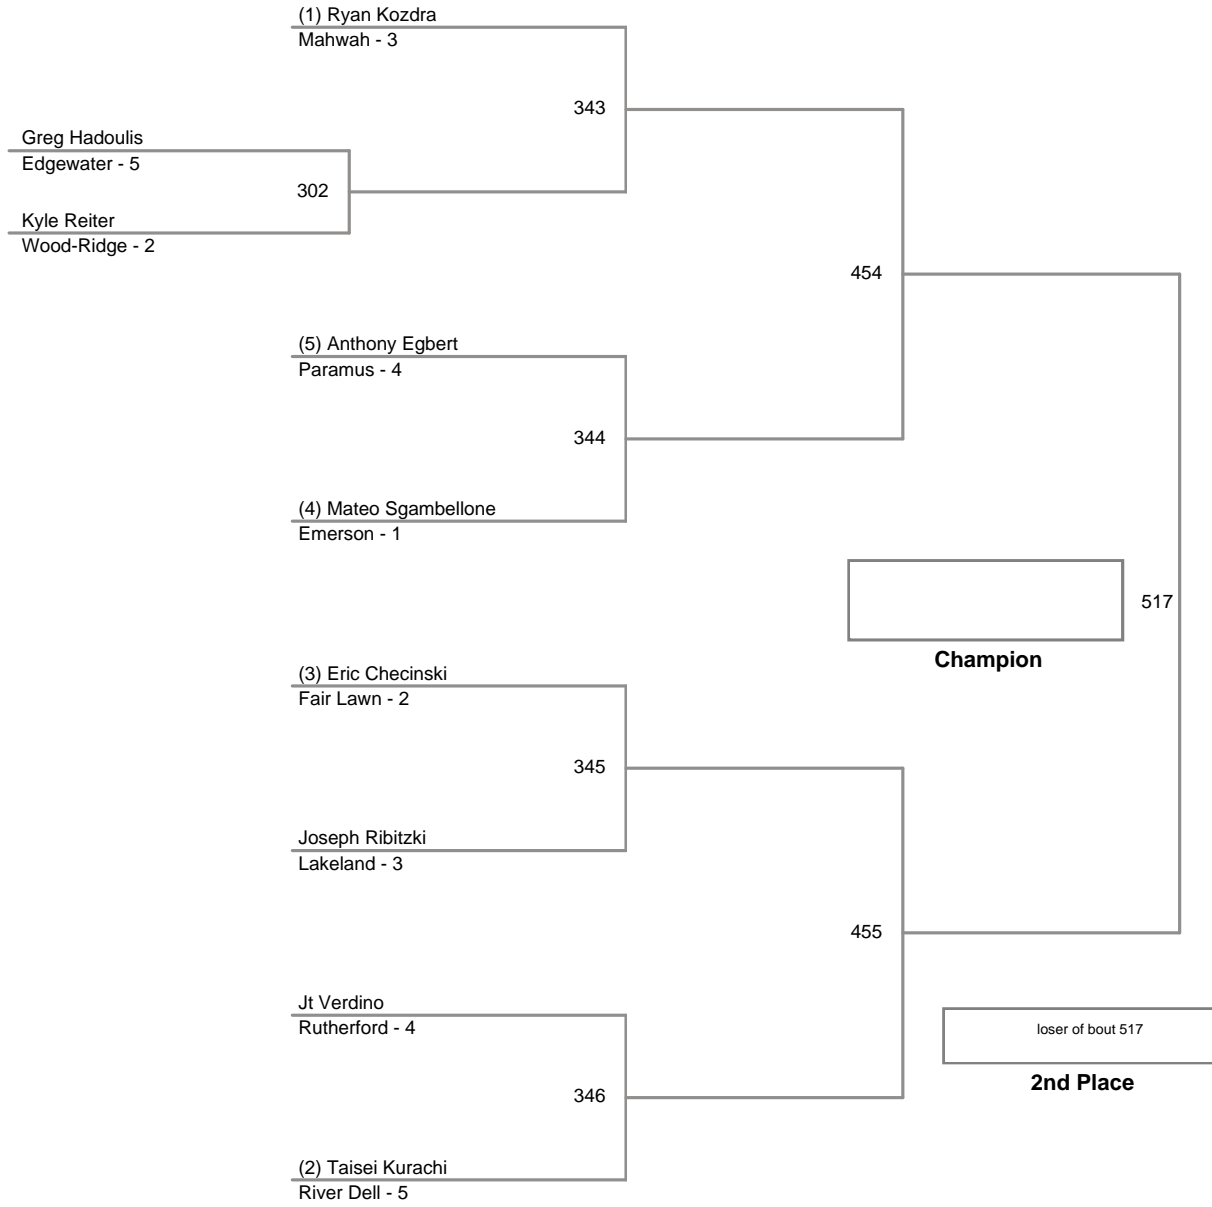 (1) Ryan Kozdra
Mahwah - 3
343
Greg Hadoulis
Edgewater - 5
302
Kyle Reiter
Wood-Ridge - 2
454
(5) Anthony Egbert
Paramus - 4
344
(4) Mateo Sgambellone
Emerson - 1
517
Champion
(3) Eric Checinski
Fair Lawn - 2
345
Joseph Ribitzki
Lakeland - 3
455
Jt Verdino
Rutherford - 4
loser of bout 517
2nd Place
346
(2) Taisei Kurachi
River Dell - 5